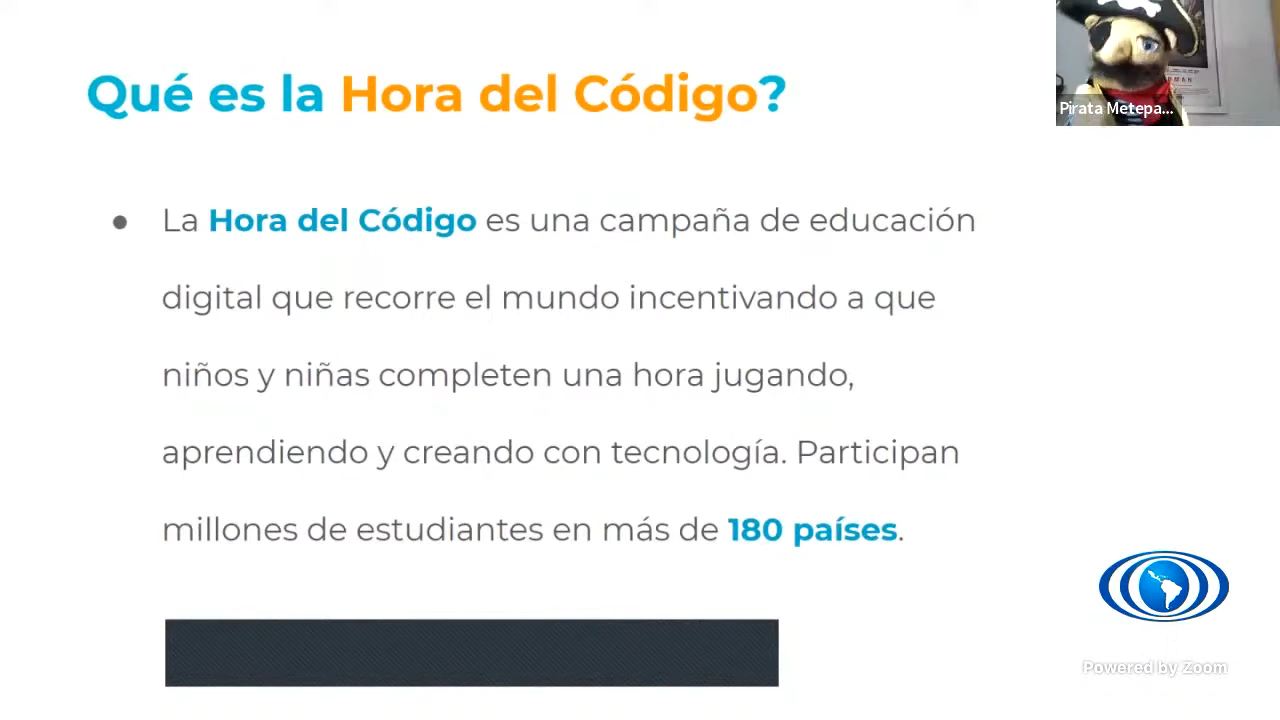 Qué es la Hora del Código?
Pirata Metepa...
● La Hora del Código es una campaña de educación
digital que recorre el mundo incentivando a que
niños y niñas completen una hora jugando,
aprendiendo y creando con tecnología. Participan
millones de estudiantes en más de 180 países.
Powered by Zoom